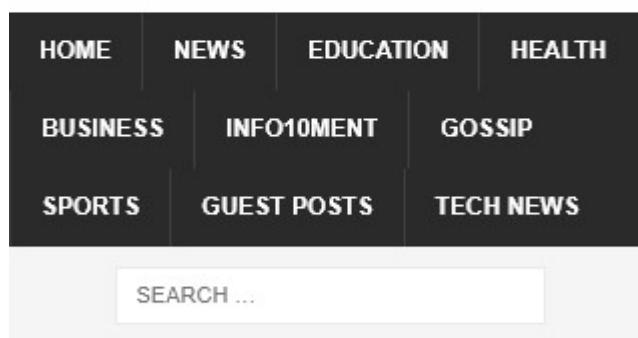 HOME NEWS EDUCATION HEALTH
BUSINESS INFO10MENT GOSSIP
SPORTS GUEST POSTS TECH NEWS
SEARCH ...